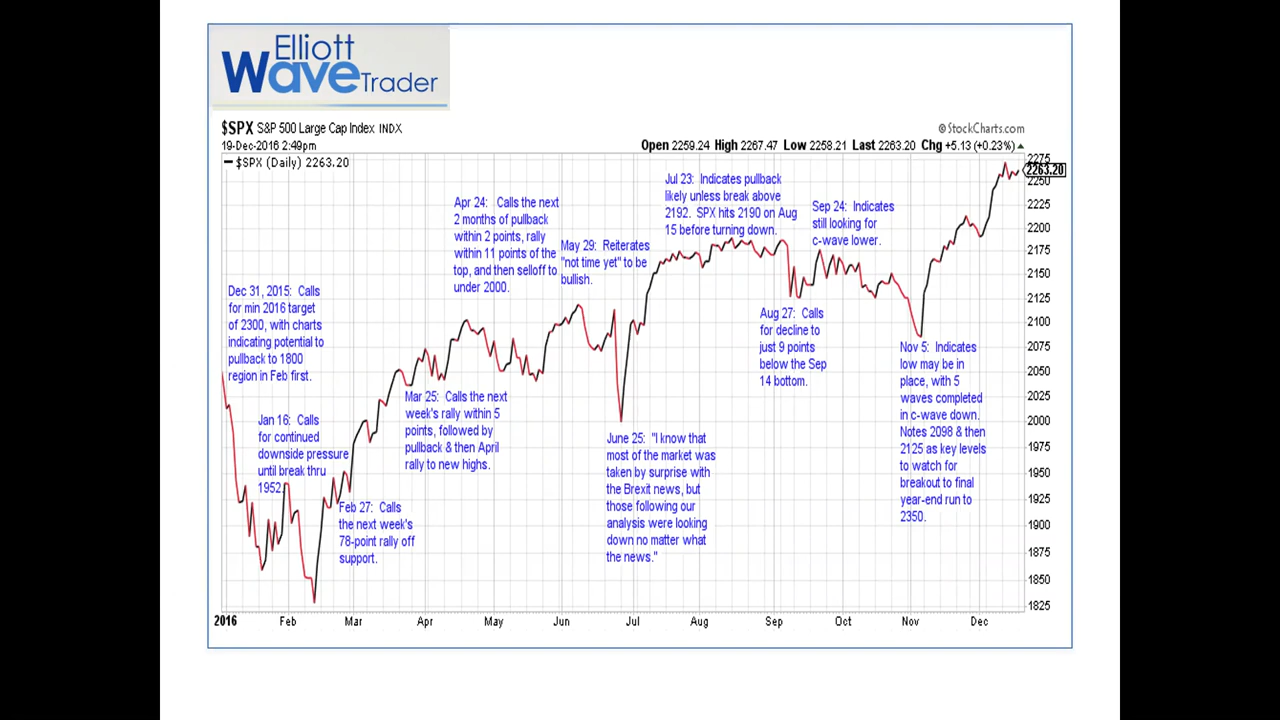 Elliott
WaveTrader
$SPX S&P 500 Large Cap Index INDX
© StockCharts.com
19-Dec-2016 2:49pm
Open 2259.24 High 2267.47 Low 2258.21 Last 2263.20 Chg +5.13 (+0.23%)
$SPX (Daily) 2263.20
Dec 31, 2015: Calls
for min 2016 target
of 2300, with charts
indicating potential to
pullback to 1800
region in Feb first.
Jan 16: Calls
for continued
downside pressure
until break thru
1952.
Feb 27: Calls
the next week's
78-point rally off
support.
Mar 25: Calls the next
week's rally within 5
points, followed by
pullback & then April
rally to new highs.
Apr 24: Calls the next
2 months of pullback
within 2 points, rally
within 11 points of the
top, and then selloff to
under 2000.
May 29: Reiterates
"not time yet" to be
bullish.
June 25: "I know that
most of the market was
taken by surprise with
the Brexit news, but
those following our
analysis were looking
down no matter what
the news."
Jul 23: Indicates pullback
likely unless break above
2192. SPX hits 2190 on Aug
15 before turning down.
Aug 27: Calls
for decline to
just 9 points
below the Sep
14 bottom.
Sep 24: Indicates
still looking for
c-wave lower.
Nov 5: Indicates
low may be in
place, with 5
waves completed
in c-wave down.
Notes 2098 & then
2125 as key levels
to watch for
breakout to final
year-end run to
2350.
2275
2263.20
2250
2225
2200
2175
2150
2125
2100
2075
2050
2025
2000
1975
1950
1925
1900
1875
1850
1825
2016 Feb Mar Apr May Jun Jul Aug Sep Oct Nov Dec